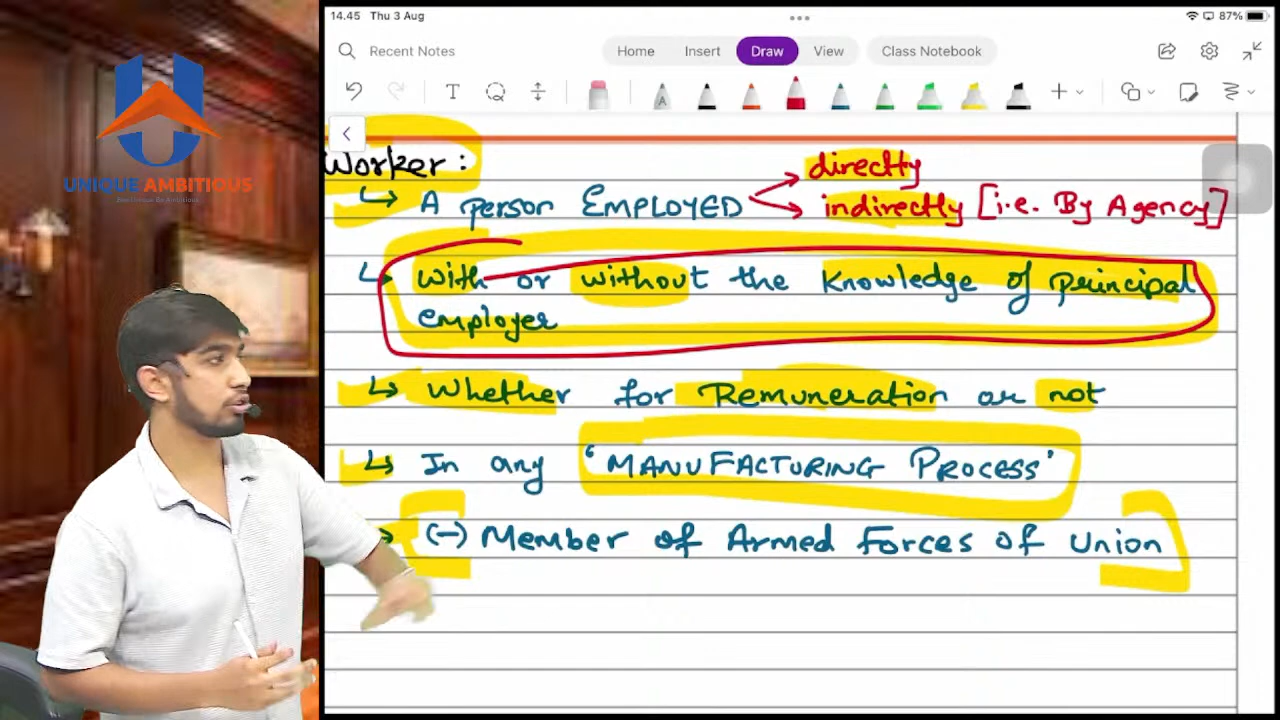 14.45 Thu 3 Aug
87%
Recent Notes
Home Insert Draw View Class Notebook
UNIQUE AMBITIOUS
Worker :
directly
A person EMPLOYED
indirectly [i.e. By Agency]
With or without the Knowledge of principal
employer
Whether for Remuneration or not
In any 'MANUFACTURING PROCESS'
(-) Member of Armed Forces of Union